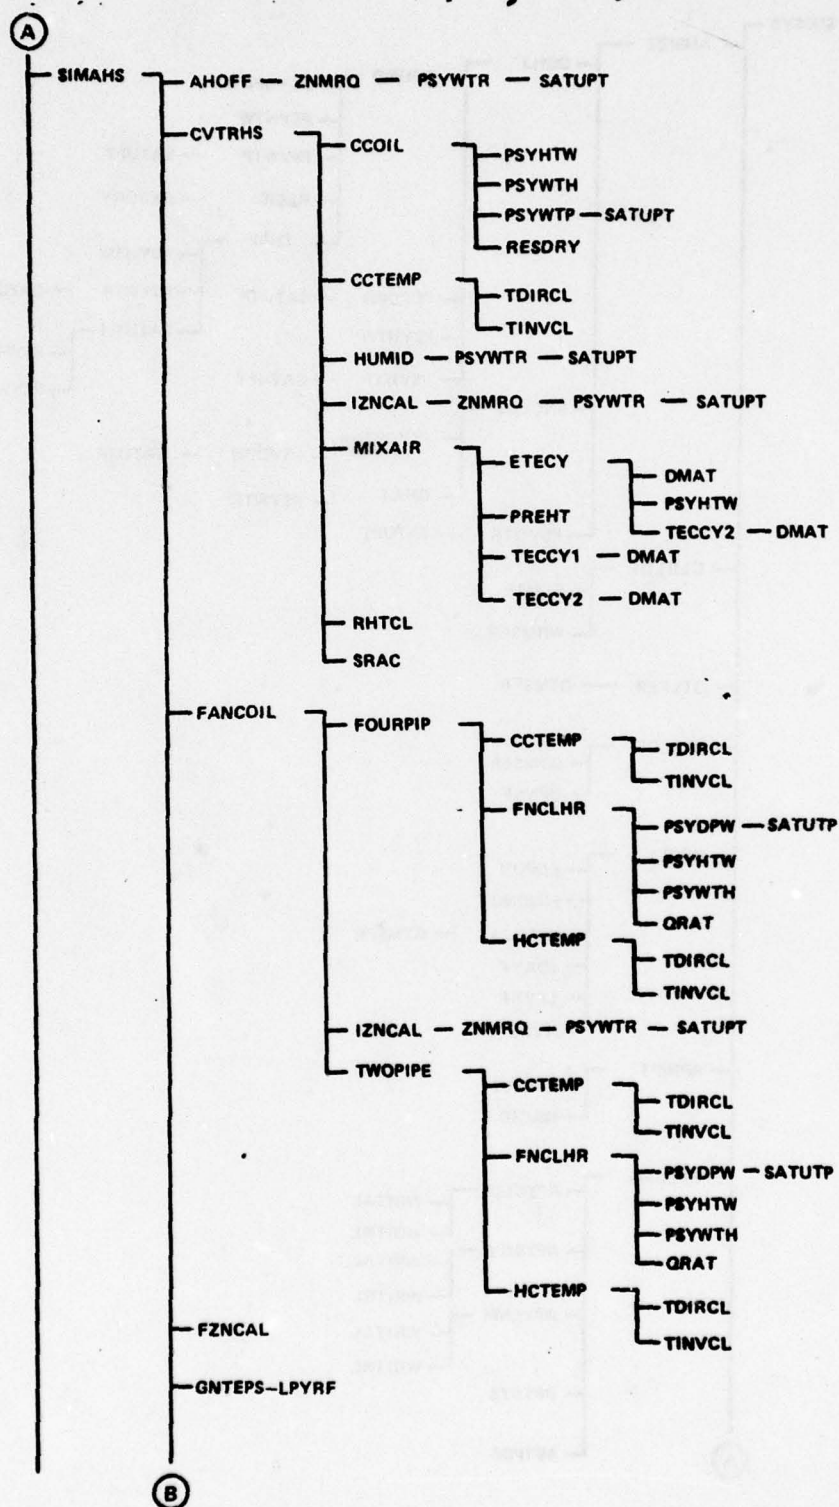 A
SIMAHS
AHOFF — ZNMRQ — PSYWTR — SATUPT
CVTRHS
CCOIL
PSYHTW
PSYWTH
PSYWTP — SATUPT
RESDRY
CCTEMP
TDIRCL
TINVCL
HUMID — PSYWTR — SATUPT
IZNCAL — ZNMRQ — PSYWTR — SATUPT
MIXAIR
ETECY
DMAT
PSYHTW
TECCY2 — DMAT
PREHT
TECCY1 — DMAT
TECCY2 — DMAT
RHTCL
SRAC
FANCOIL
FOURPIP
CCTEMP
TDIRCL
TINVCL
FNCLHR
PSYDPW — SATUTP
PSYHTW
PSYWTH
QRAT
HCTEMP
TDIRCL
TINVCL
IZNCAL — ZNMRQ — PSYWTR — SATUPT
TWOPIPE
CCTEMP
TDIRCL
TINVCL
FNCLHR
PSYDPW — SATUTP
PSYHTW
PSYWTH
QRAT
HCTEMP
TDIRCL
TINVCL
FZNCAL
GNTEPS-LPYRF
B